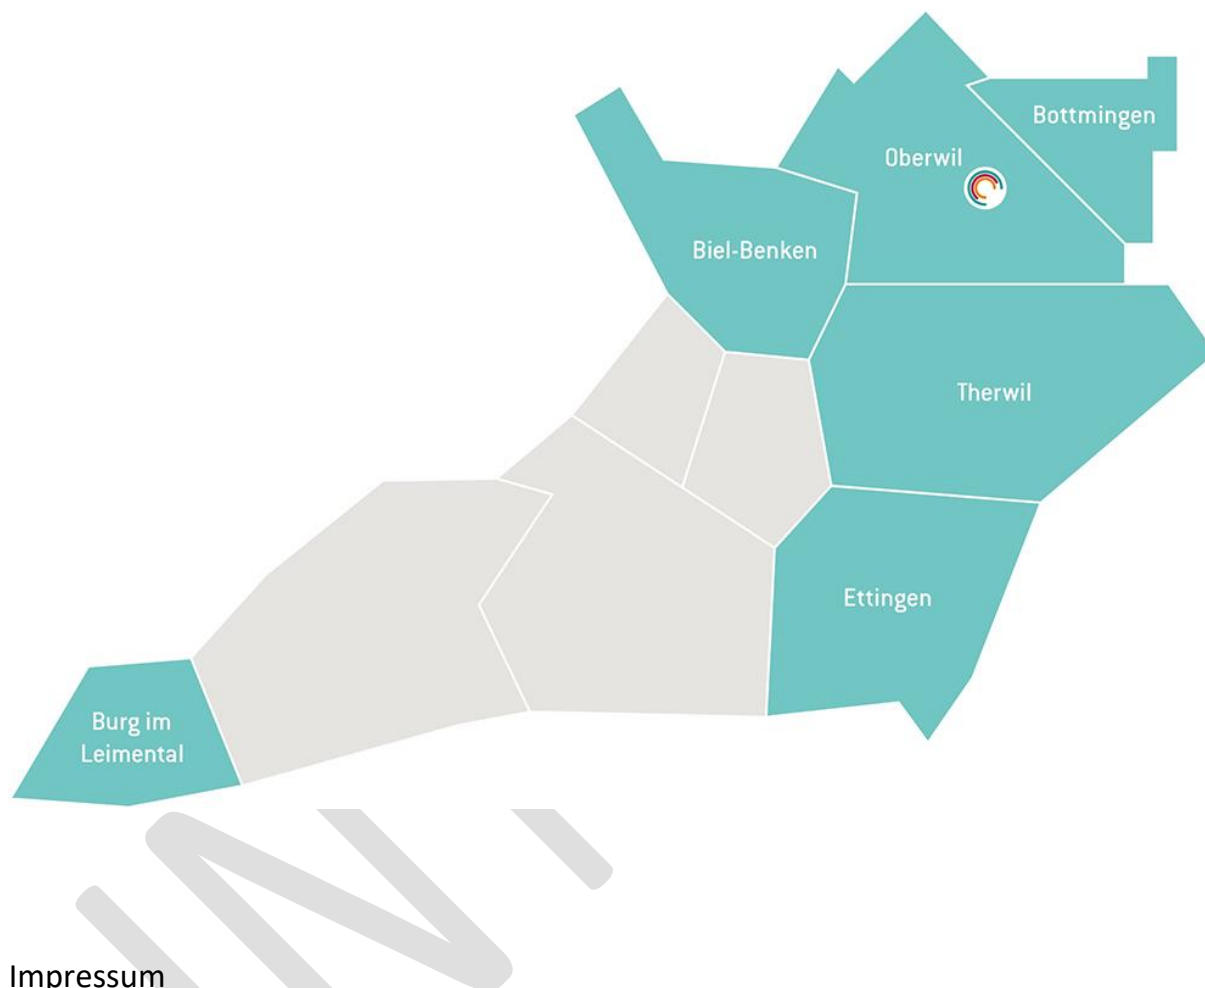 Bottmingen
Oberwil
Biel-Benken
Therwil
Ettingen
Burg im
Leimental
Impressum